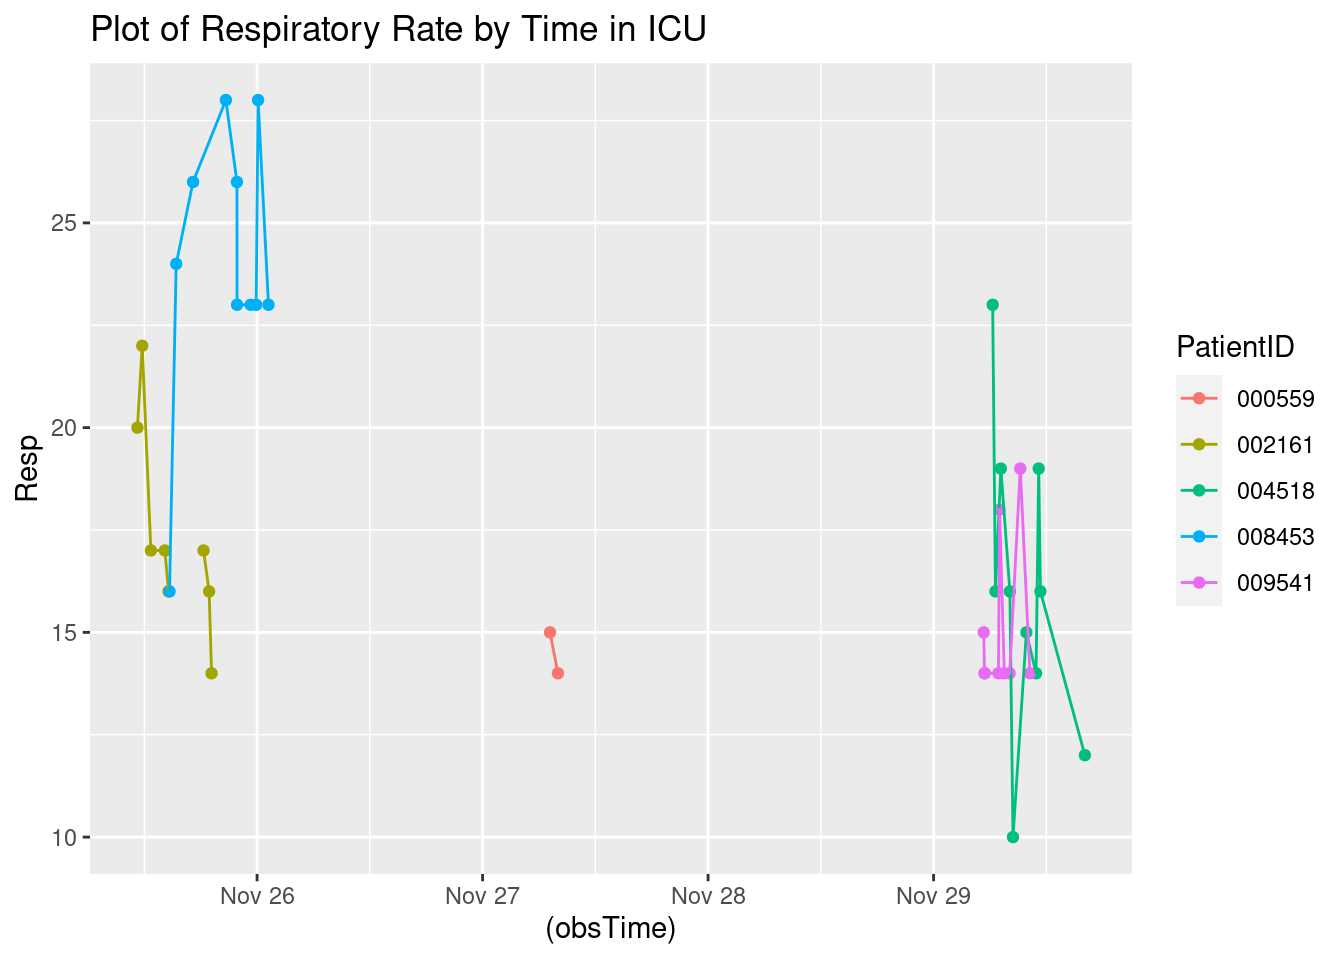 Plot of Respiratory Rate by Time in ICU
Resp
25
20
15
10
Nov 26
Nov 27
Nov 28
Nov 29
(obsTime)
PatientID
000559
002161
004518
008453
009541